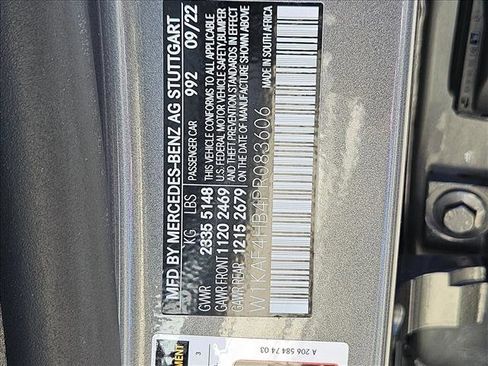 MFD BY MERCEDES-BENZ AG STUTTGART
KG LBS PASSENGER CAR 992 09/22
GVWR 2335 5148 THIS VEHICLE CONFORMS TO ALL APPLICABLE
GAWR FRONT 1120 2469 U.S. FEDERAL MOTOR VEHICLE SAFETY, BUMPER
AND THEFT PREVENTION STANDARDS IN EFFECT
GAWR REAR 1215 2679 ON THE DATE OF MANUFACTURE SHOWN ABOVE
MADE IN SOUTH AFRICA
W1KAF4HB4PR083606
3
A 206 584 74 03